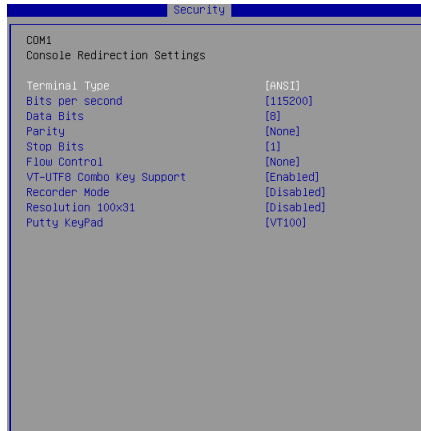 Security
COM1
Console Redirection Settings
Terminal Type [ANSI]
Bits per second [115200]
Data Bits [8]
Parity [None]
Stop Bits [1]
Flow Control [None]
VT-UTF8 Combo Key Support [Enabled]
Recorder Mode [Disabled]
Resolution 100x31 [Disabled]
Putty KeyPad [VT100]